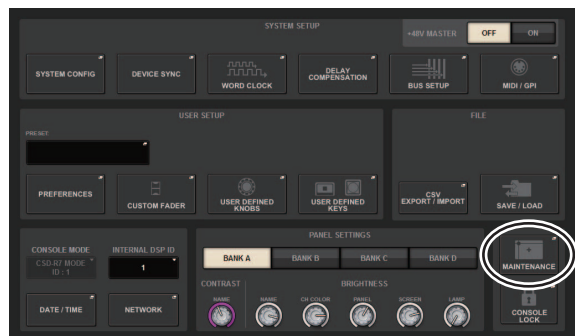 SYSTEM SETUP
+48V MASTER
OFF
ON
SYSTEM CONFIG
DEVICE SYNC
WORD CLOCK
DELAY
COMPENSATION
BUS SETUP
MIDI / GPI
USER SETUP
PRESET:
PREFERENCES
CUSTOM FADER
USER DEFINED
KNOBS
USER DEFINED
KEYS
FILE
CSV
EXPORT / IMPORT
SAVE / LOAD
CONSOLE MODE
CSD-R7 MODE
ID : 1
INTERNAL DSP ID
1
DATE / TIME
NETWORK
PANEL SETTINGS
BANK A
BANK B
BANK C
BANK D
CONTRAST
BRIGHTNESS
NAME
NAME
CH COLOR
PANEL
SCREEN
LAMP
MAINTENANCE
CONSOLE
LOCK